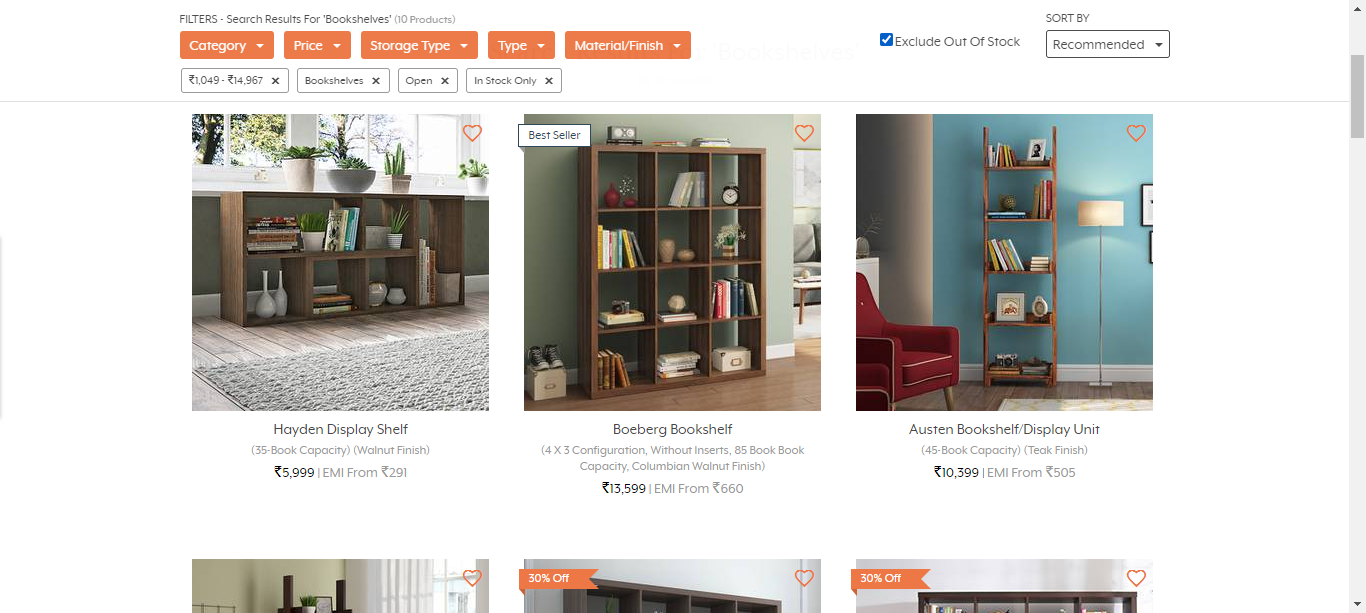 FILTERS - Search Results For 'Bookshelves' (10 Products)
SORT BY
Category
Price
Storage Type
Type
Material/Finish
'Bookshelves'
Exclude Out Of Stock
Recommended
₹1,049 - ₹14,967 ×
Bookshelves ×
Open ×
In Stock Only ×
Best Seller
Hayden Display Shelf
(35-Book Capacity) (Walnut Finish)
₹5,999 | EMI From ₹291
Boeberg Bookshelf
(4 X 3 Configuration, Without Inserts, 85 Book Book
Capacity, Columbian Walnut Finish)
₹13,599 | EMI From ₹660
Austen Bookshelf/Display Unit
(45-Book Capacity) (Teak Finish)
₹10,399 | EMI From ₹505
30% Off
30% Off